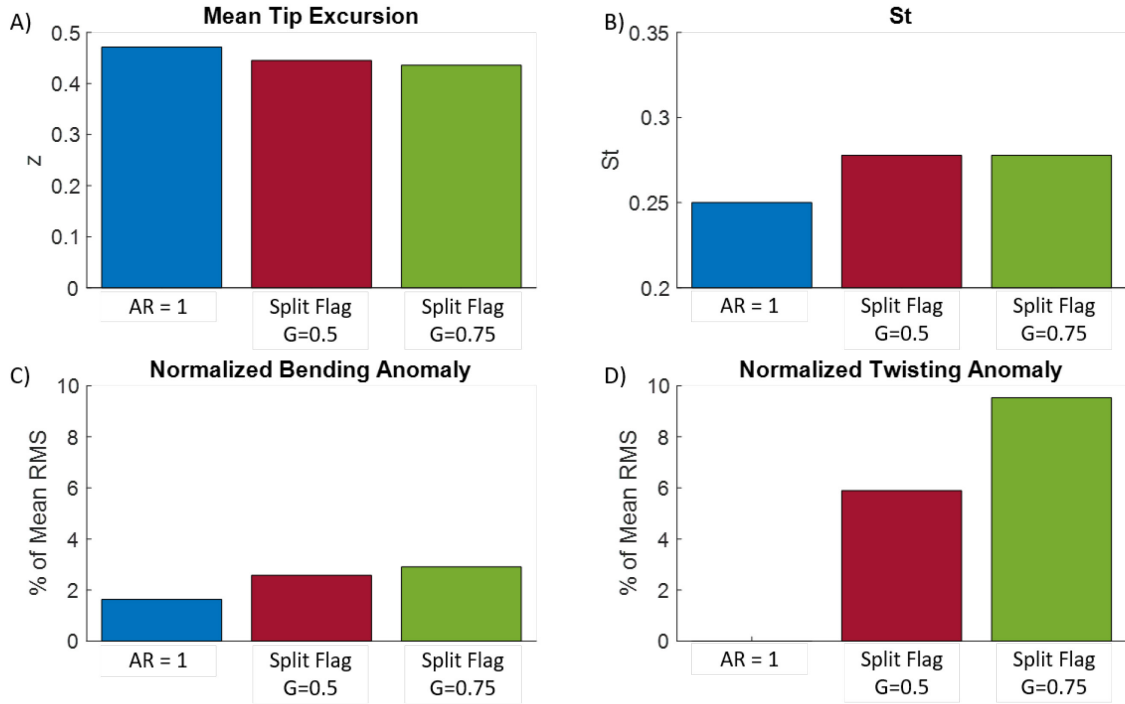 A)
Mean Tip Excursion
0.5
0.4
0.3
0.2
0.1
0
z
AR = 1
Split Flag
G=0.5
Split Flag
G=0.75
B)
St
0.35
0.3
0.25
0.2
St
AR = 1
Split Flag
G=0.5
Split Flag
G=0.75
C)
Normalized Bending Anomaly
10
8
6
4
2
0
% of Mean RMS
AR = 1
Split Flag
G=0.5
Split Flag
G=0.75
D)
Normalized Twisting Anomaly
10
8
6
4
2
0
% of Mean RMS
AR = 1
Split Flag
G=0.5
Split Flag
G=0.75